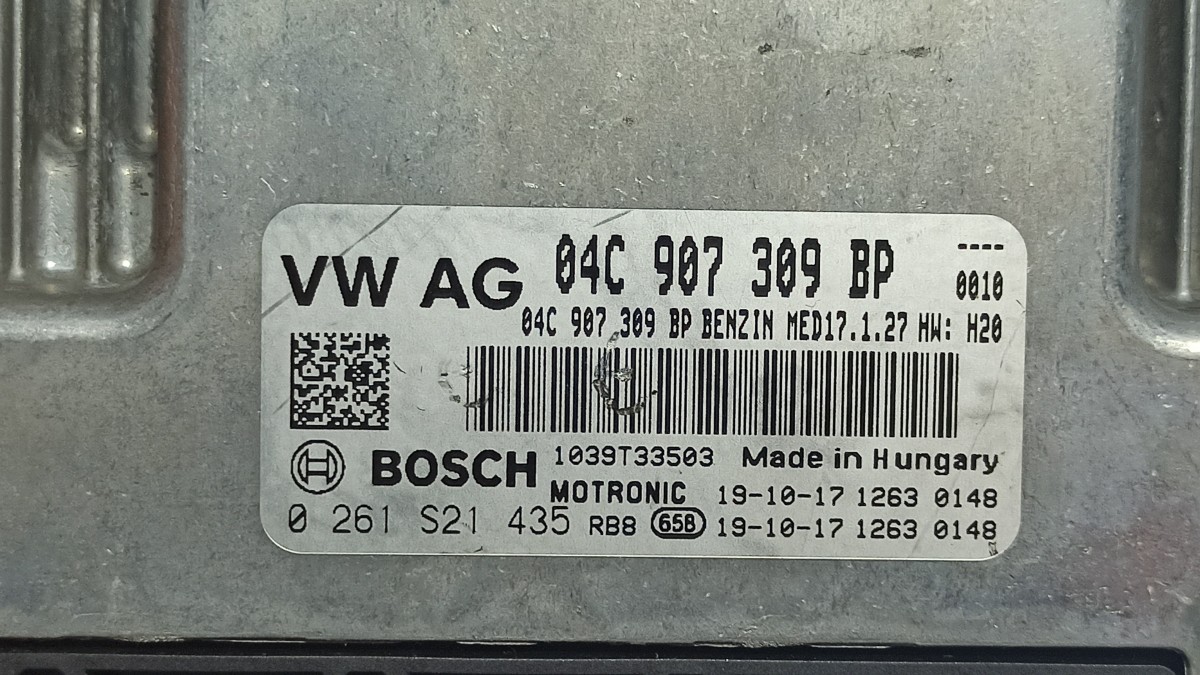 VW AG 04C 907 309 BP ----
0010
04C 907 309 BP BENZIN MED17.1.27 HW: H20
BOSCH 1039T33503 Made in Hungary
MOTRONIC 19-10-17 1263 0148
0 261 S21 435 RB8 65B 19-10-17 1263 0148